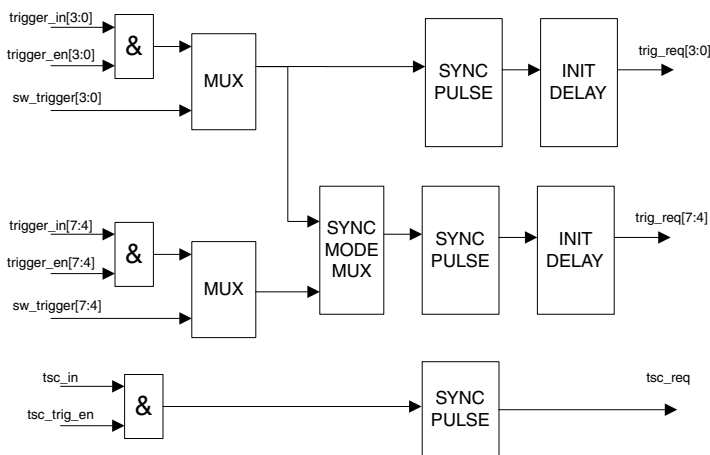 trigger_in[3:0]
trigger_en[3:0]
&
sw_trigger[3:0]
MUX
SYNC
PULSE
INIT
DELAY
trig_req[3:0]
trigger_in[7:4]
trigger_en[7:4]
&
sw_trigger[7:4]
MUX
SYNC
MODE
MUX
SYNC
PULSE
INIT
DELAY
trig_req[7:4]
tsc_in
tsc_trig_en
&
SYNC
PULSE
tsc_req